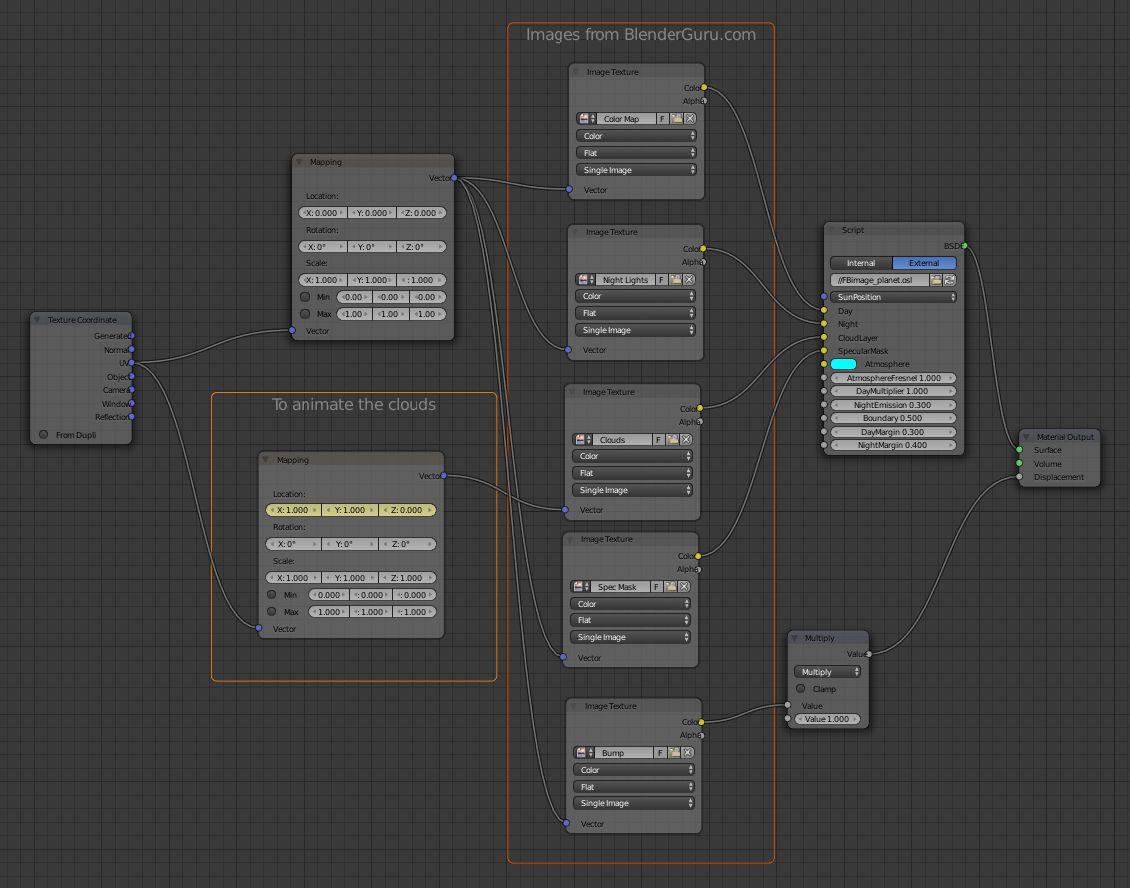 Images from BlenderGuru.com
Image Texture
Color
Alpha
Color Map F
Color
Flat
Single Image
Vector
Mapping
Vector
Location:
X: 0.000 Y: 0.000 Z: 0.000
Rotation:
X: 0° Y: 0° Z: 0°
Scale:
X: 1.000 Y: 1.000 : 1.000
Min 0.00 0.00 0.00
Max 1.00 1.00 1.00
Vector
Image Texture
Color
Alpha
Night Lights F
Color
Flat
Single Image
Vector
Script
BSDF
Internal External
//FBimage_planet.osl
SunPosition
Day
Night
CloudLayer
SpecularMask
Atmosphere
AtmosphereFresnel 1.000
DayMultiplier 1.000
NightEmission 0.300
Boundary 0.500
DayMargin 0.300
NightMargin 0.400
Texture Coordinate
Generated
Normal
UV
Object
Camera
Window
Reflection
From Dupli
To animate the clouds
Mapping
Vector
Location:
X: 1.000 Y: 1.000 Z: 0.000
Rotation:
X: 0° Y: 0° Z: 0°
Scale:
X: 1.000 Y: 1.000 Z: 1.000
Min 0.000 : 0.000 : 0.000
Max 1.000 : 1.000 : 1.000
Vector
Image Texture
Color
Alpha
Clouds F
Color
Flat
Single Image
Vector
Image Texture
Color
Alpha
Spec Mask F
Color
Flat
Single Image
Vector
Material Output
Surface
Volume
Displacement
Image Texture
Color
Alpha
Bump F
Color
Flat
Single Image
Vector
Multiply
Value
Multiply
Clamp
Value
Value 1.000